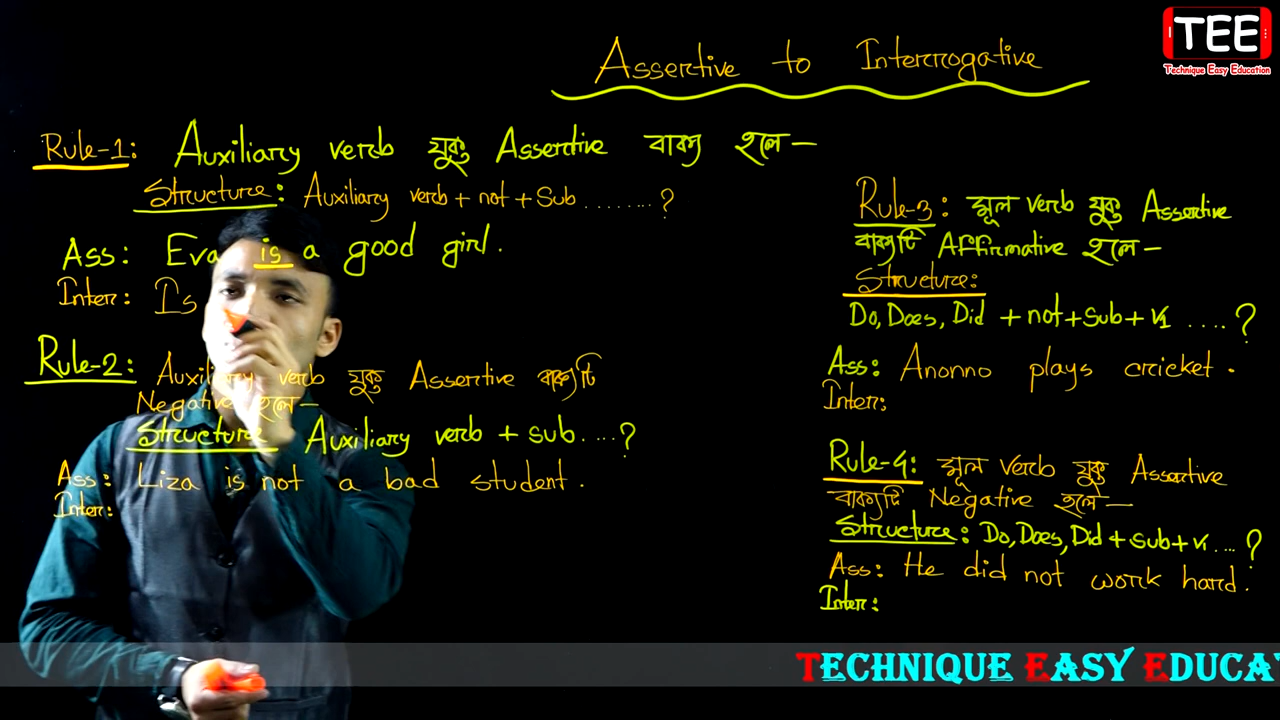 TEE
Technique Easy Education
Assertive to Interrogative
Rule-1: Auxiliary verb যুক্ত Assertive বাক্য হলে—
Structure: Auxiliary verb + not + Sub ......... ?
Ass: Eva is a good girl.
Inter: Is
Rule-2: Auxiliary verb যুক্ত Assertive বাক্যটি
Negative হলে—
Structure: Auxiliary verb + sub.....?
Ass: Liza is not a bad student.
Inter:
Rule-3: মূল verb যুক্ত Assertive
বাক্যটি Affirmative হলে—
Structure:
Do, Does, Did + not + Sub + V1 .... ?
Ass: Anonno plays cricket.
Inter:
Rule-4: মূল verb যুক্ত Assertive
বাক্যটি Negative হলে—
Structure: Do, Does, Did + sub + v1 .... ?
Ass: He did not work hard.
Inter:
TECHNIQUE EASY EDUCA